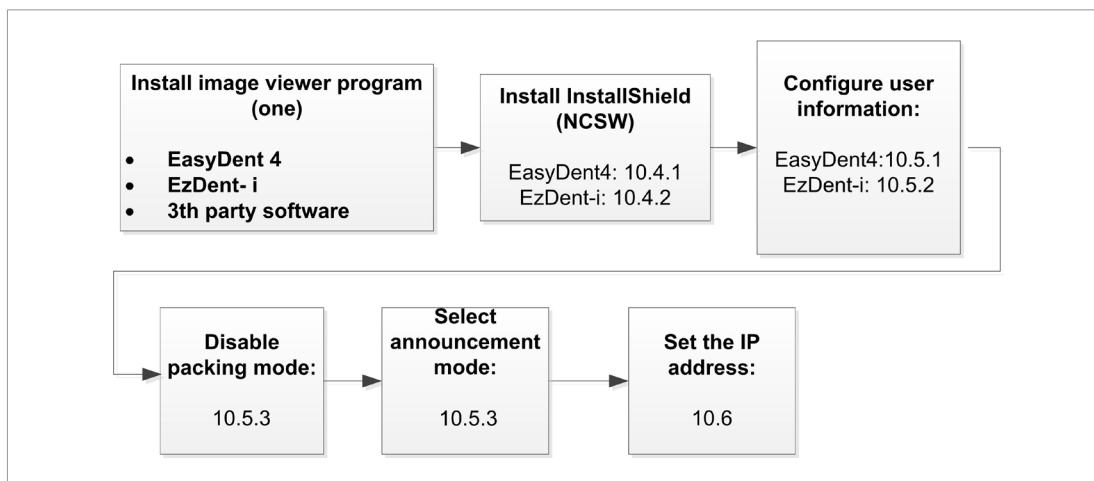 Install image viewer program
(one)
• EasyDent 4
• EzDent- i
• 3th party software
Install InstallShield
(NCSW)
EasyDent4: 10.4.1
EzDent-i: 10.4.2
Configure user
information:
EasyDent4:10.5.1
EzDent-i: 10.5.2
Disable
packing mode:
10.5.3
Select
announcement
mode:
10.5.3
Set the IP
address:
10.6